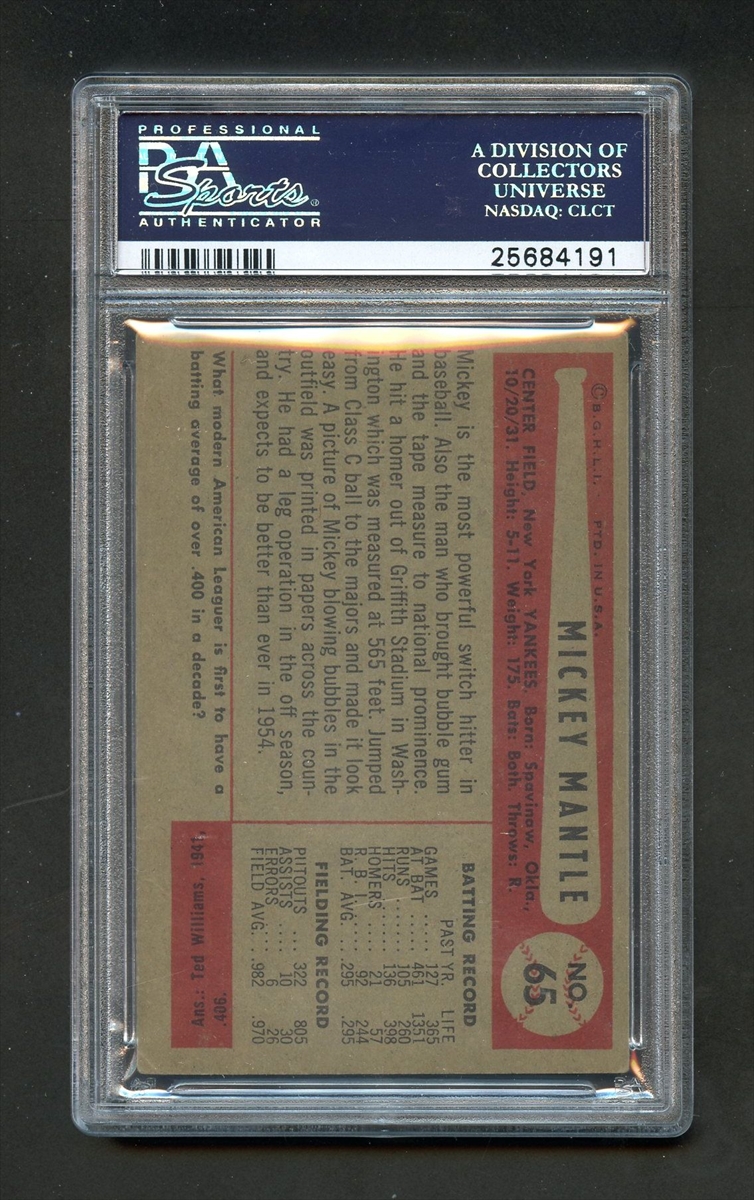 PROFESSIONAL
PSA
Sports®
AUTHENTICATOR
A DIVISION OF
COLLECTORS
UNIVERSE
NASDAQ: CLCT
25684191
© B.G.H.L.I. PTD. IN U.S.A.
MICKEY MANTLE
NO.
65
CENTER FIELD, New York YANKEES. Born: Spavinaw, Okla.,
10/20/31. Height: 5-11. Weight: 175. Bats: Both. Throws: R.
Mickey is the most powerful switch hitter in
baseball. Also the man who brought bubble gum
and the tape measure to national prominence.
He hit a homer out of Griffith Stadium in Wash-
ington which was measured at 565 feet. Jumped
from Class C ball to the majors and made it look
easy. A picture of Mickey blowing bubbles in the
outfield was printed in papers across the coun-
try. He had a leg operation in the off season,
and expects to be better than ever in 1954.
BATTING RECORD
PAST YR. LIFE
GAMES ..... 127 365
AT BAT ..... 461 1351
RUNS ...... 105 260
HITS ....... 136 398
HOMERS .... 21 57
R. B. I. ...... 92 244
BAT. AVG. .. .295 .295
FIELDING RECORD
PUTOUTS ... 322 805
ASSISTS .... 10 30
ERRORS .... 6 26
FIELD AVG. . .982 .970
What modern American Leaguer is first to have a
batting average of over .400 in a decade?
Ans.: Ted Williams, 1941,
.406.